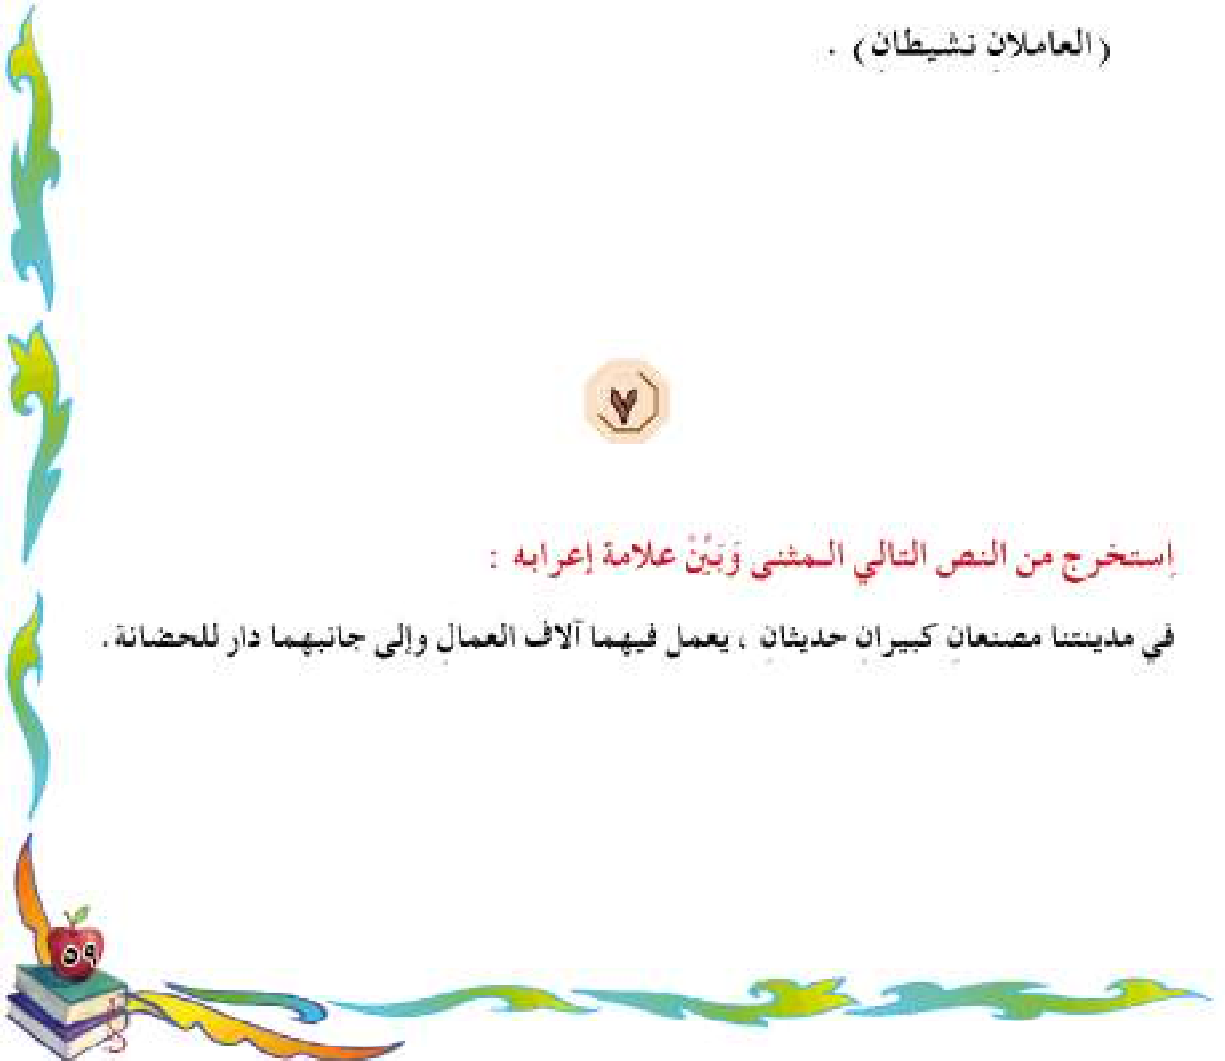 (العاملانِ نشيطانِ) .
٧
إستخرج من النص التالي الـمثنى وَبَيِّنْ علامة إعرابه :
في مدينتنا مصنعانِ كبيرانِ حديثانِ ، يعمل فيهما آلاف العمالِ وإلى جانبهما دار للحضانة .
٥٩